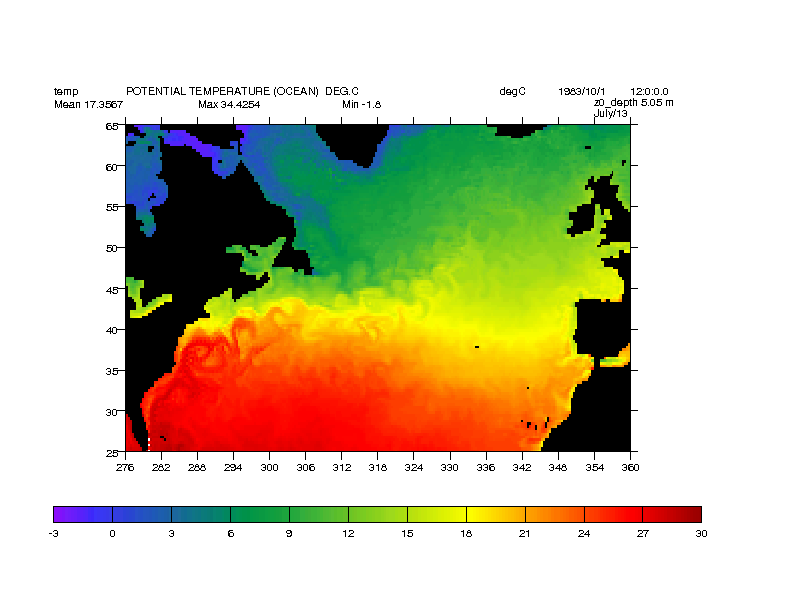 temp POTENTIAL TEMPERATURE (OCEAN) DEG.C degC 1983/10/1 12:0:0.0
Mean 17.3567 Max 34.4254 Min -1.8 z0_depth 5.05 m
July/13
65
60
55
50
45
40
35
30
25
276 282 288 294 300 306 312 318 324 330 336 342 348 354 360
-3 0 3 6 9 12 15 18 21 24 27 30